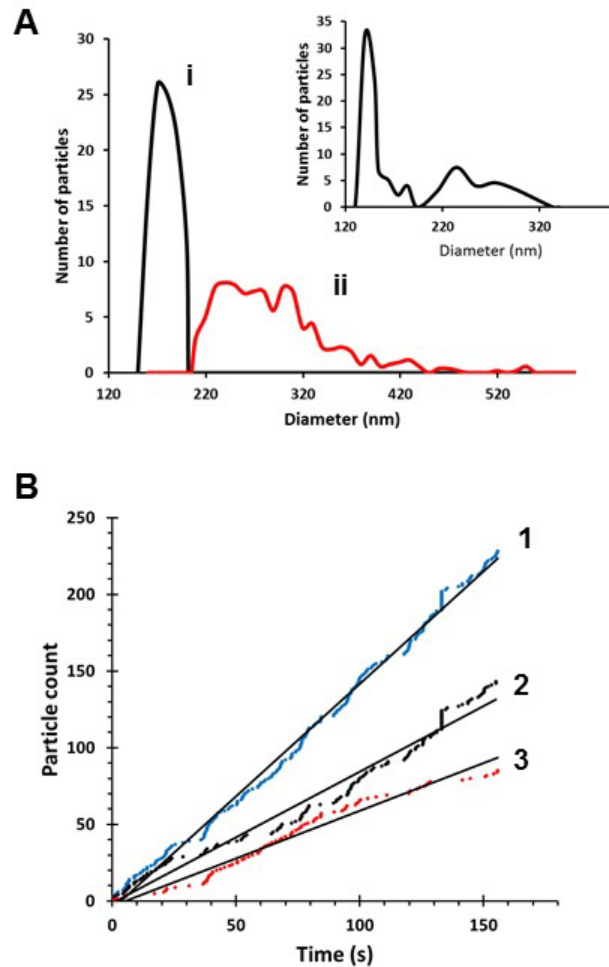 A
i
30
25
20
15
10
5
0
Number of particles
ii
120 220 320 420 520
Diameter (nm)
35
30
25
20
15
10
5
0
Number of particles
120 220 320
Diameter (nm)
B
250
200
150
100
50
0
Particle count
1
2
3
0 50 100 150
Time (s)